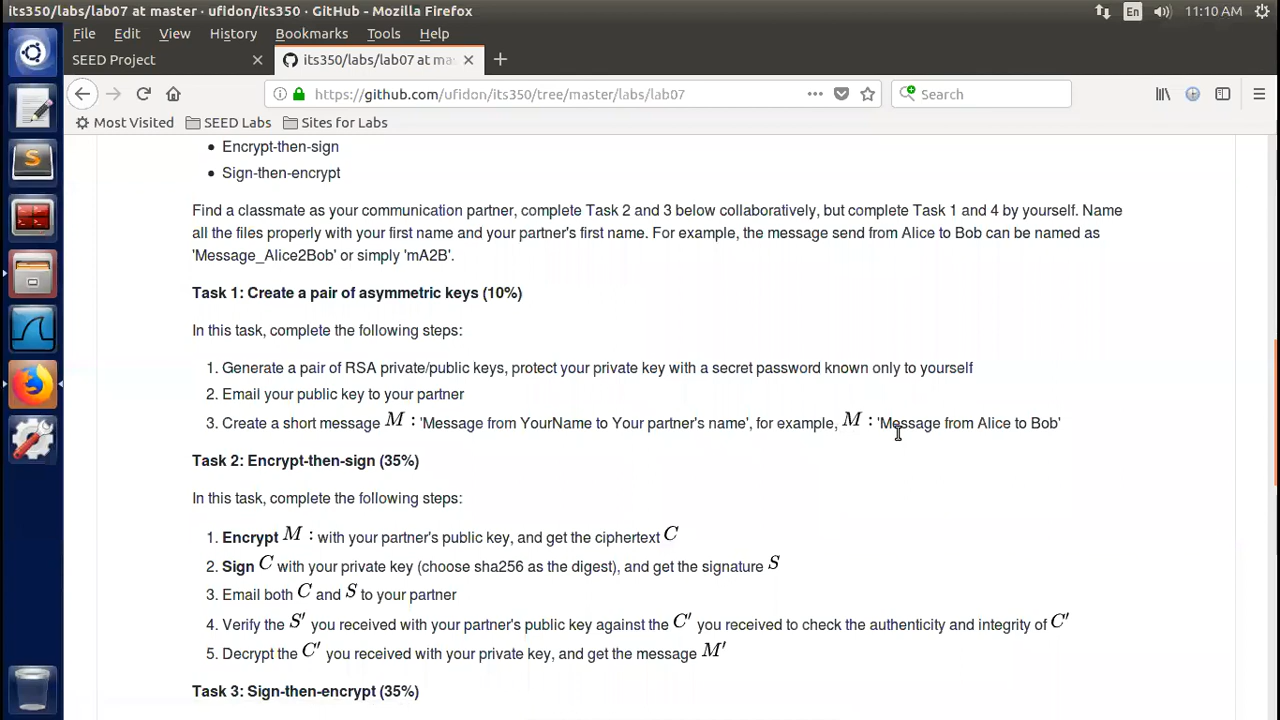 its350/labs/lab07 at master · ufidon/its350 · GitHub - Mozilla Firefox
En
11:10 AM
File Edit View History Bookmarks Tools Help
SEED Project
its350/labs/lab07 at mas
https://github.com/ufidon/its350/tree/master/labs/lab07
Search
Most Visited SEED Labs Sites for Labs
• Encrypt-then-sign
• Sign-then-encrypt
Find a classmate as your communication partner, complete Task 2 and 3 below collaboratively, but complete Task 1 and 4 by yourself. Name
all the files properly with your first name and your partner's first name. For example, the message send from Alice to Bob can be named as
'Message_Alice2Bob' or simply 'mA2B'.
Task 1: Create a pair of asymmetric keys (10%)
In this task, complete the following steps:
1. Generate a pair of RSA private/public keys, protect your private key with a secret password known only to yourself
2. Email your public key to your partner
3. Create a short message M : 'Message from YourName to Your partner's name', for example, M : 'Message from Alice to Bob'
Task 2: Encrypt-then-sign (35%)
In this task, complete the following steps:
1. Encrypt M : with your partner's public key, and get the ciphertext C
2. Sign C with your private key (choose sha256 as the digest), and get the signature S
3. Email both C and S to your partner
4. Verify the S′ you received with your partner's public key against the C′ you received to check the authenticity and integrity of C′
5. Decrypt the C′ you received with your private key, and get the message M′
Task 3: Sign-then-encrypt (35%)